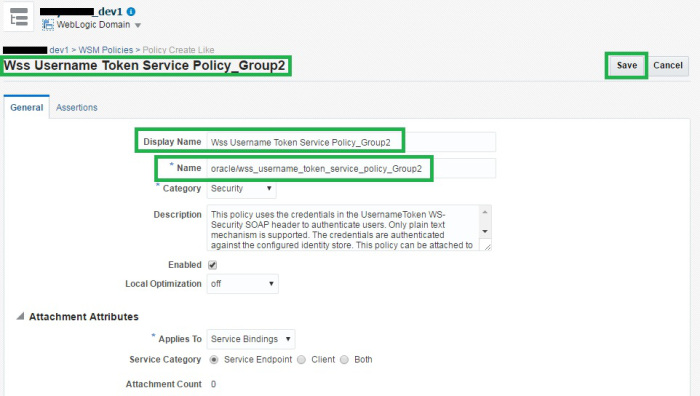 _dev1
WebLogic Domain
dev1 > WSM Policies > Policy Create Like
Wss Username Token Service Policy_Group2
Save Cancel
General Assertions
Display Name Wss Username Token Service Policy_Group2
* Name oracle/wss_username_token_service_policy_Group2
* Category Security
Description This policy uses the credentials in the UsernameToken WS-
Security SOAP header to authenticate users. Only plain text
mechanism is supported. The credentials are authenticated
against the configured identity store. This policy can be attached to
Enabled
Local Optimization off
Attachment Attributes
* Applies To Service Bindings
Service Category Service Endpoint Client Both
Attachment Count 0